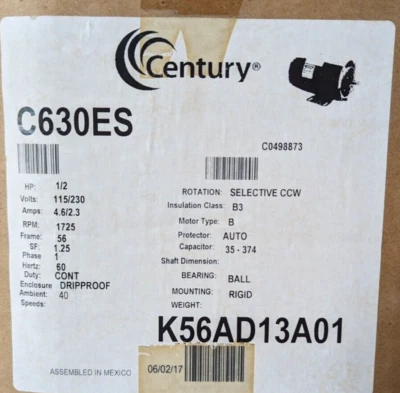 Century®
C630ES
C0498873
HP: 1/2
Volts: 115/230
Amps: 4.6/2.3
RPM: 1725
Frame: 56
SF: 1.25
Phase 1
Hertz: 60
Duty: CONT
Enclosure DRIPPROOF
Ambient: 40
Speeds:
ROTATION: SELECTIVE CCW
Insulation Class: B3
Motor Type: B
Protector: AUTO
Capacitor: 35 - 374
Shaft Dimension:
BEARING: BALL
MOUNTING: RIGID
WEIGHT:
K56AD13A01
ASSEMBLED IN MEXICO
06/02/17